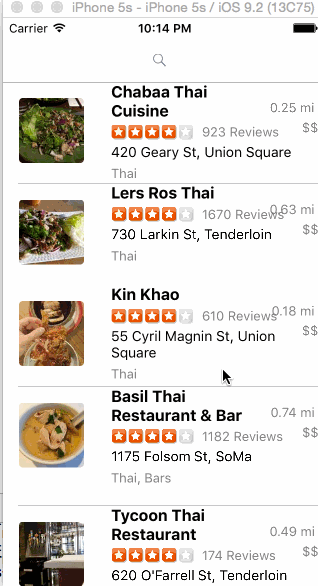 iPhone 5s - iPhone 5s / iOS 9.2 (13C75)
Carrier 10:14 PM
Chabaa Thai
Cuisine
0.25 mi
923 Reviews
$$
420 Geary St, Union Square
Thai
Lers Ros Thai
0.63 mi
1670 Reviews
$$
730 Larkin St, Tenderloin
Kin Khao
0.18 mi
610 Reviews
$$
55 Cyril Magnin St, Union
Square
Thai
Basil Thai
Restaurant & Bar
0.74 mi
1182 Reviews
$$
1175 Folsom St, SoMa
Thai, Bars
Tycoon Thai
Restaurant
0.49 mi
174 Reviews
$$
620 O'Farrell St, Tenderloin